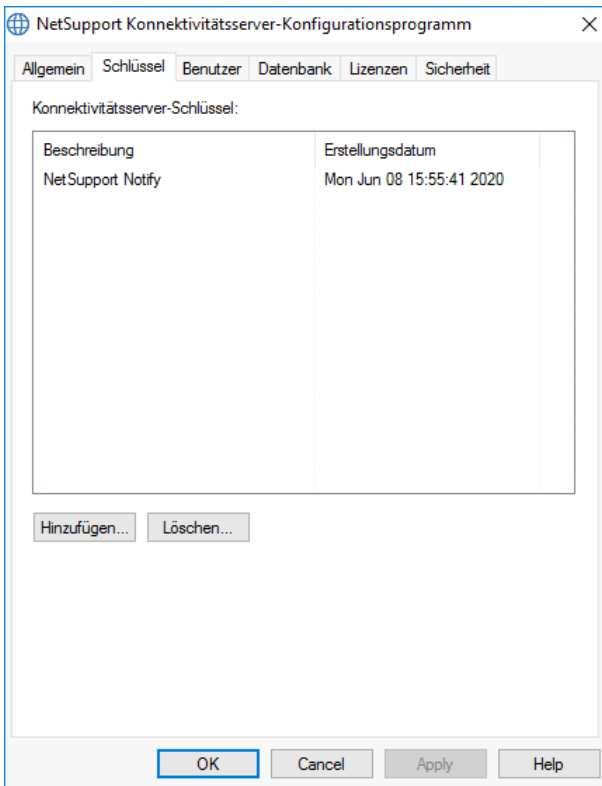 NetSupport Konnektivitätsserver-Konfigurationsprogramm
Allgemein Schlüssel Benutzer Datenbank Lizenzen Sicherheit
Konnektivitätsserver-Schlüssel:
Beschreibung Erstellungsdatum
NetSupport Notify Mon Jun 08 15:55:41 2020
Hinzufügen... Löschen...
OK Cancel Apply Help